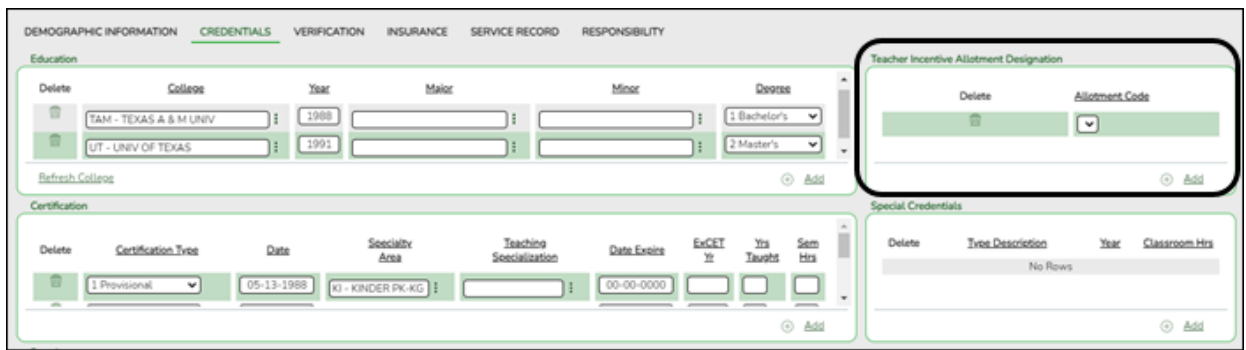 DEMOGRAPHIC INFORMATION CREDENTIALS VERIFICATION INSURANCE SERVICE RECORD RESPONSIBILITY
Education
Delete College Year Major Minor Degree
TAM - TEXAS A & M UNIV 1988 1 Bachelor's
UT - UNIV OF TEXAS 1991 2 Master's
Refresh College Add
Teacher Incentive Allotment Designation
Delete Allotment Code
Add
Certification
Delete Certification Type Date Specialty Area Teaching Specialization Date Expire ExCET Yr Yrs Taught Sem Hrs
1 Provisional 05-13-1988 KI - KINDER PK-KG 00-00-0000
Add
Special Credentials
Delete Type Description Year Classroom Hrs
No Rows
Add